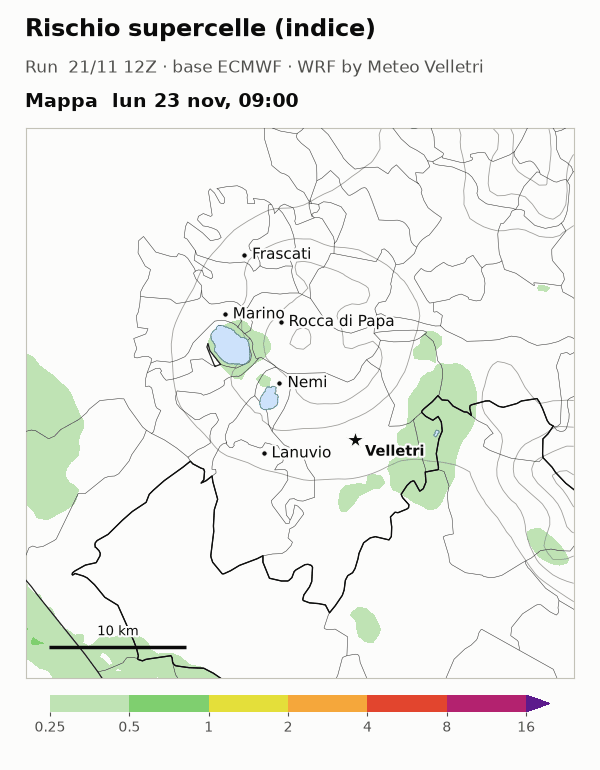 Rischio supercelle (indice)
Run  21/11 12Z · base ECMWF · WRF by Meteo Velletri
Mappa  lun 23 nov, 09:00
Frascati
Marino
Rocca di Papa
Nemi
Velletri
Lanuvio
10 km
0.25 0.5 1 2 4 8 16